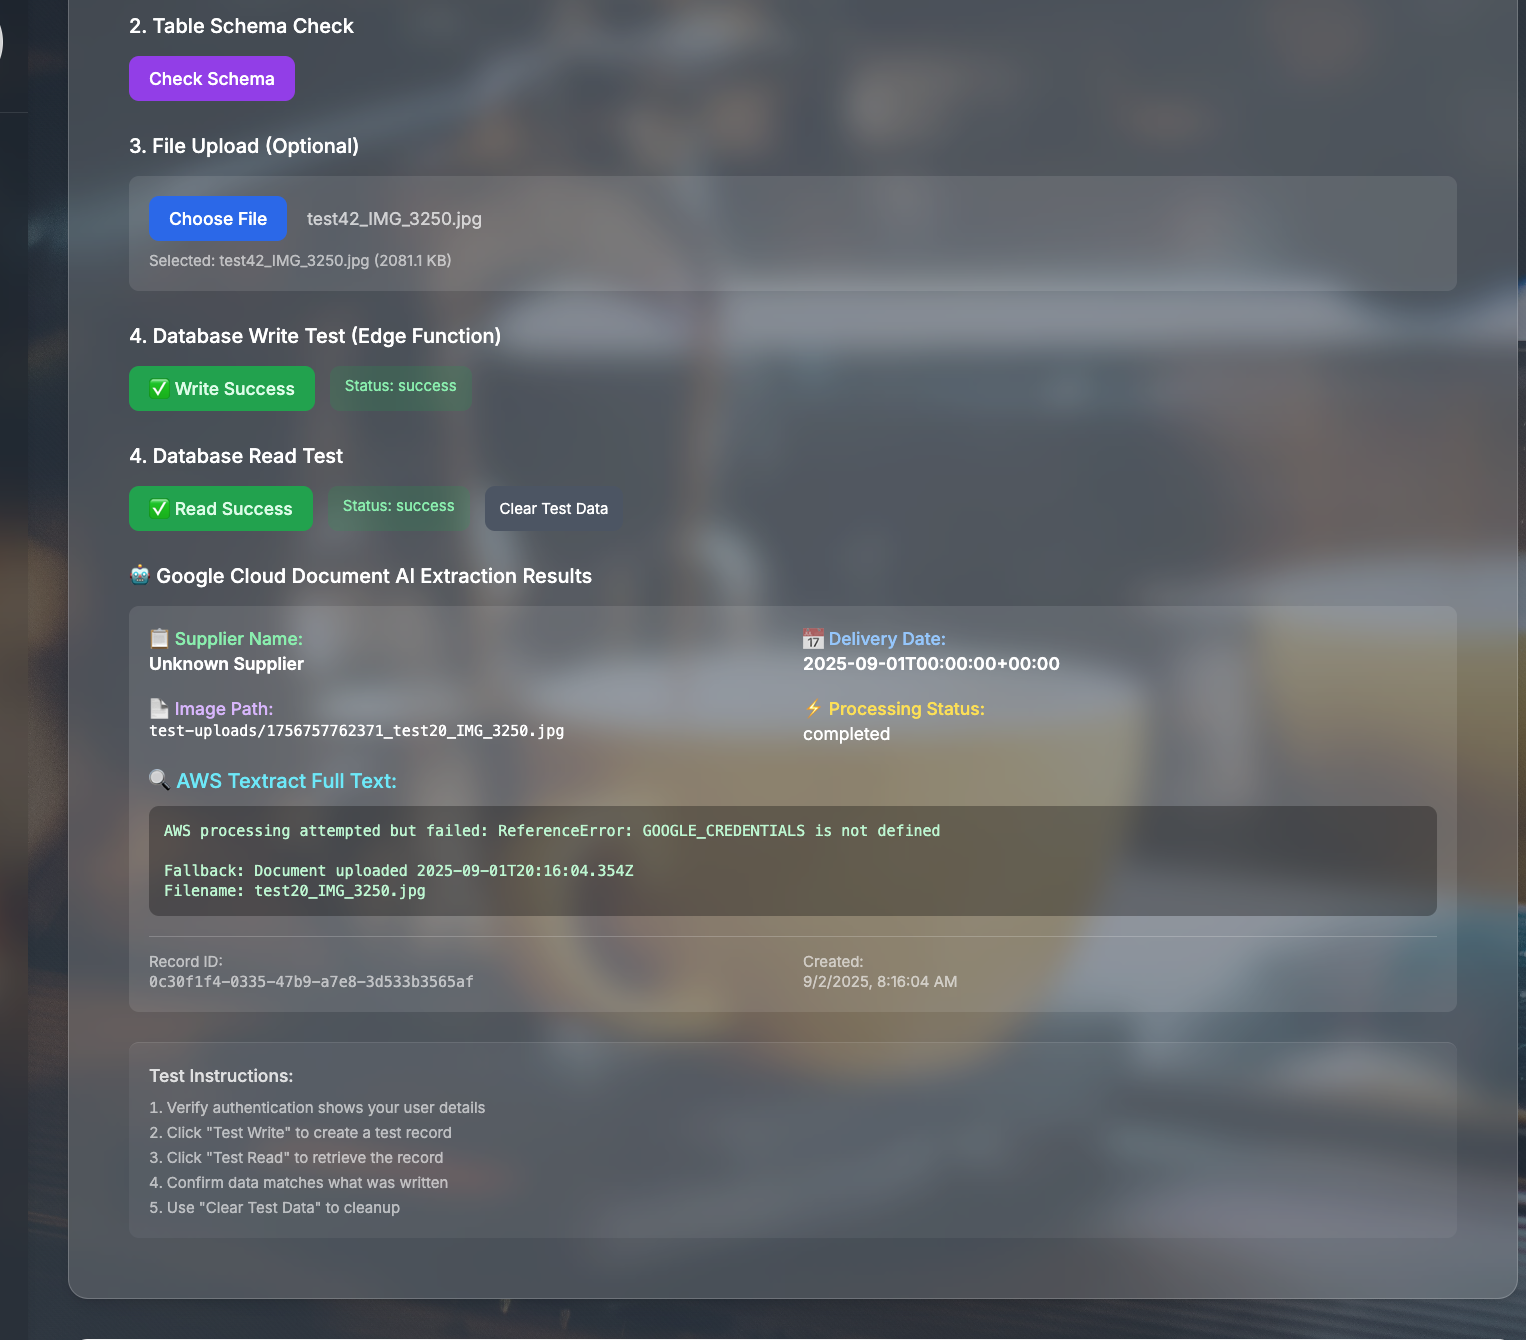 2. Table Schema Check
Check Schema
3. File Upload (Optional)
Choose File test42_IMG_3250.jpg
Selected: test42_IMG_3250.jpg (2081.1 KB)
4. Database Write Test (Edge Function)
✅ Write Success Status: success
4. Database Read Test
✅ Read Success Status: success Clear Test Data
🤖 Google Cloud Document AI Extraction Results
📋 Supplier Name:
Unknown Supplier
📅 Delivery Date:
2025-09-01T00:00:00+00:00
📄 Image Path:
test-uploads/1756757762371_test20_IMG_3250.jpg
⚡ Processing Status:
completed
🔍 AWS Textract Full Text:
AWS processing attempted but failed: ReferenceError: GOOGLE_CREDENTIALS is not defined
Fallback: Document uploaded 2025-09-01T20:16:04.354Z
Filename: test20_IMG_3250.jpg
Record ID:
0c30f1f4-0335-47b9-a7e8-3d533b3565af
Created:
9/2/2025, 8:16:04 AM
Test Instructions:
1. Verify authentication shows your user details
2. Click "Test Write" to create a test record
3. Click "Test Read" to retrieve the record
4. Confirm data matches what was written
5. Use "Clear Test Data" to cleanup